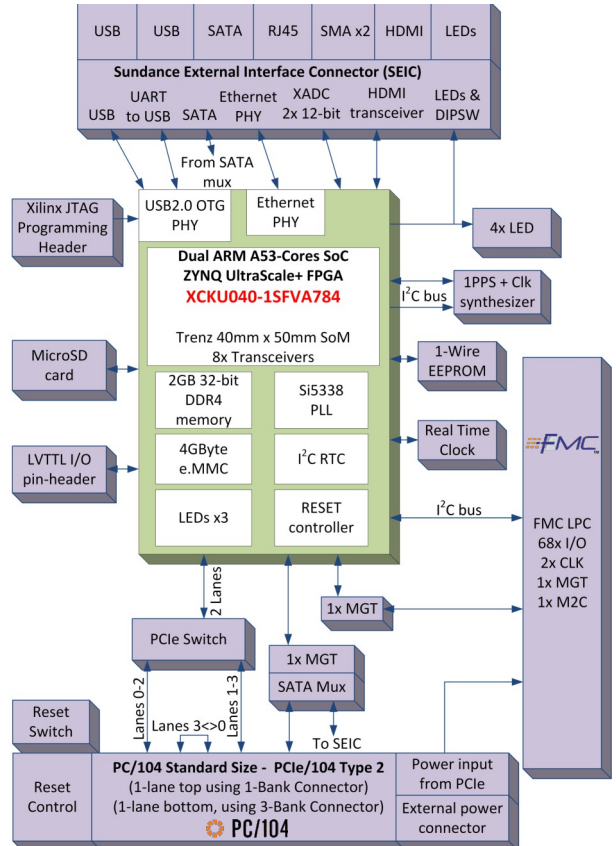 USB USB SATA RJ45 SMA x2 HDMI LEDs
Sundance External Interface Connector (SEIC)
USB
UART
to USB
SATA
Ethernet
PHY
XADC
2x 12-bit
HDMI
transceiver
LEDs &
DIPSW
From SATA
mux
Xilinx JTAG
Programming
Header
USB2.0 OTG
PHY
Ethernet
PHY
4x LED
Dual ARM A53-Cores SoC
ZYNQ UltraScale+ FPGA
XCKU040-1SFVA784
Trenz 40mm x 50mm SoM
8x Transceivers
I2C bus
1PPS + Clk
synthesizer
MicroSD
card
1-Wire
EEPROM
2GB 32-bit
DDR4
memory
Si5338
PLL
Real Time
Clock
LVTTL I/O
pin-header
4GByte
e.MMC
I2C RTC
LEDs x3
RESET
controller
I2C bus
FMC
FMC LPC
68x I/O
2x CLK
1x MGT
1x M2C
2 Lanes
1x MGT
PCIe Switch
1x MGT
SATA Mux
Lanes 0-2
Lanes 3<>0
Lanes 1-3
To SEIC
Reset
Switch
Reset
Control
PC/104 Standard Size - PCIe/104 Type 2
(1-lane top using 1-Bank Connector)
(1-lane bottom, using 3-Bank Connector)
PC/104
Power input
from PCIe
External power
connector